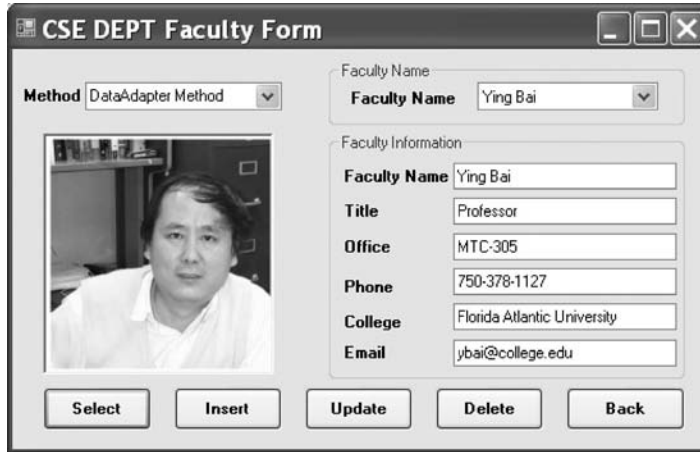 CSE DEPT Faculty Form
Method DataAdapter Method
Faculty Name
Faculty Name Ying Bai
Faculty Information
Faculty Name Ying Bai
Title Professor
Office MTC-305
Phone 750-378-1127
College Florida Atlantic University
Email ybai@college.edu
Select Insert Update Delete Back